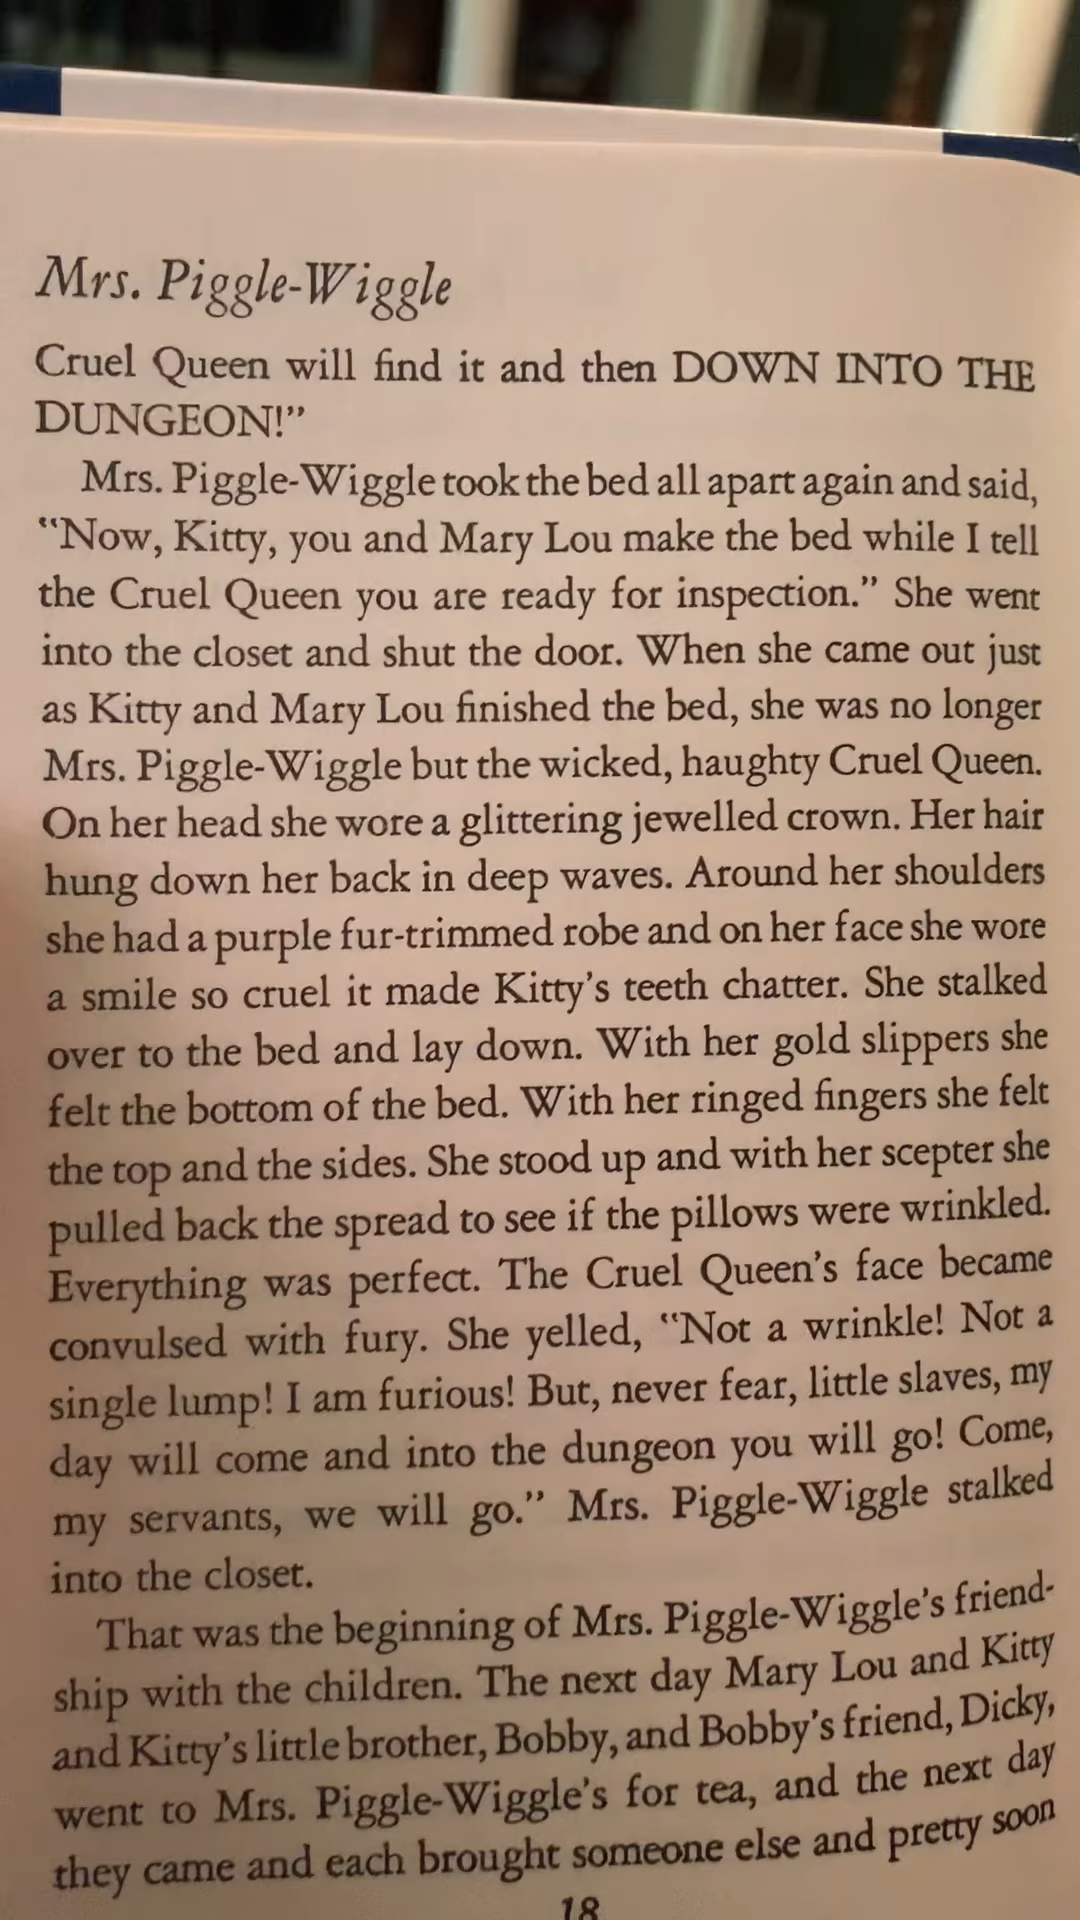 Mrs. Piggle-Wiggle
Cruel Queen will find it and then DOWN INTO THE
DUNGEON!”
Mrs. Piggle-Wiggle took the bed all apart again and said,
“Now, Kitty, you and Mary Lou make the bed while I tell
the Cruel Queen you are ready for inspection.” She went
into the closet and shut the door. When she came out just
as Kitty and Mary Lou finished the bed, she was no longer
Mrs. Piggle-Wiggle but the wicked, haughty Cruel Queen.
On her head she wore a glittering jewelled crown. Her hair
hung down her back in deep waves. Around her shoulders
she had a purple fur-trimmed robe and on her face she wore
a smile so cruel it made Kitty’s teeth chatter. She stalked
over to the bed and lay down. With her gold slippers she
felt the bottom of the bed. With her ringed fingers she felt
the top and the sides. She stood up and with her scepter she
pulled back the spread to see if the pillows were wrinkled.
Everything was perfect. The Cruel Queen’s face became
convulsed with fury. She yelled, “Not a wrinkle! Not a
single lump! I am furious! But, never fear, little slaves, my
day will come and into the dungeon you will go! Come,
my servants, we will go.” Mrs. Piggle-Wiggle stalked
into the closet.
That was the beginning of Mrs. Piggle-Wiggle’s friend-
ship with the children. The next day Mary Lou and Kitty
and Kitty’s little brother, Bobby, and Bobby’s friend, Dicky,
went to Mrs. Piggle-Wiggle’s for tea, and the next day
they came and each brought someone else and pretty soon
18